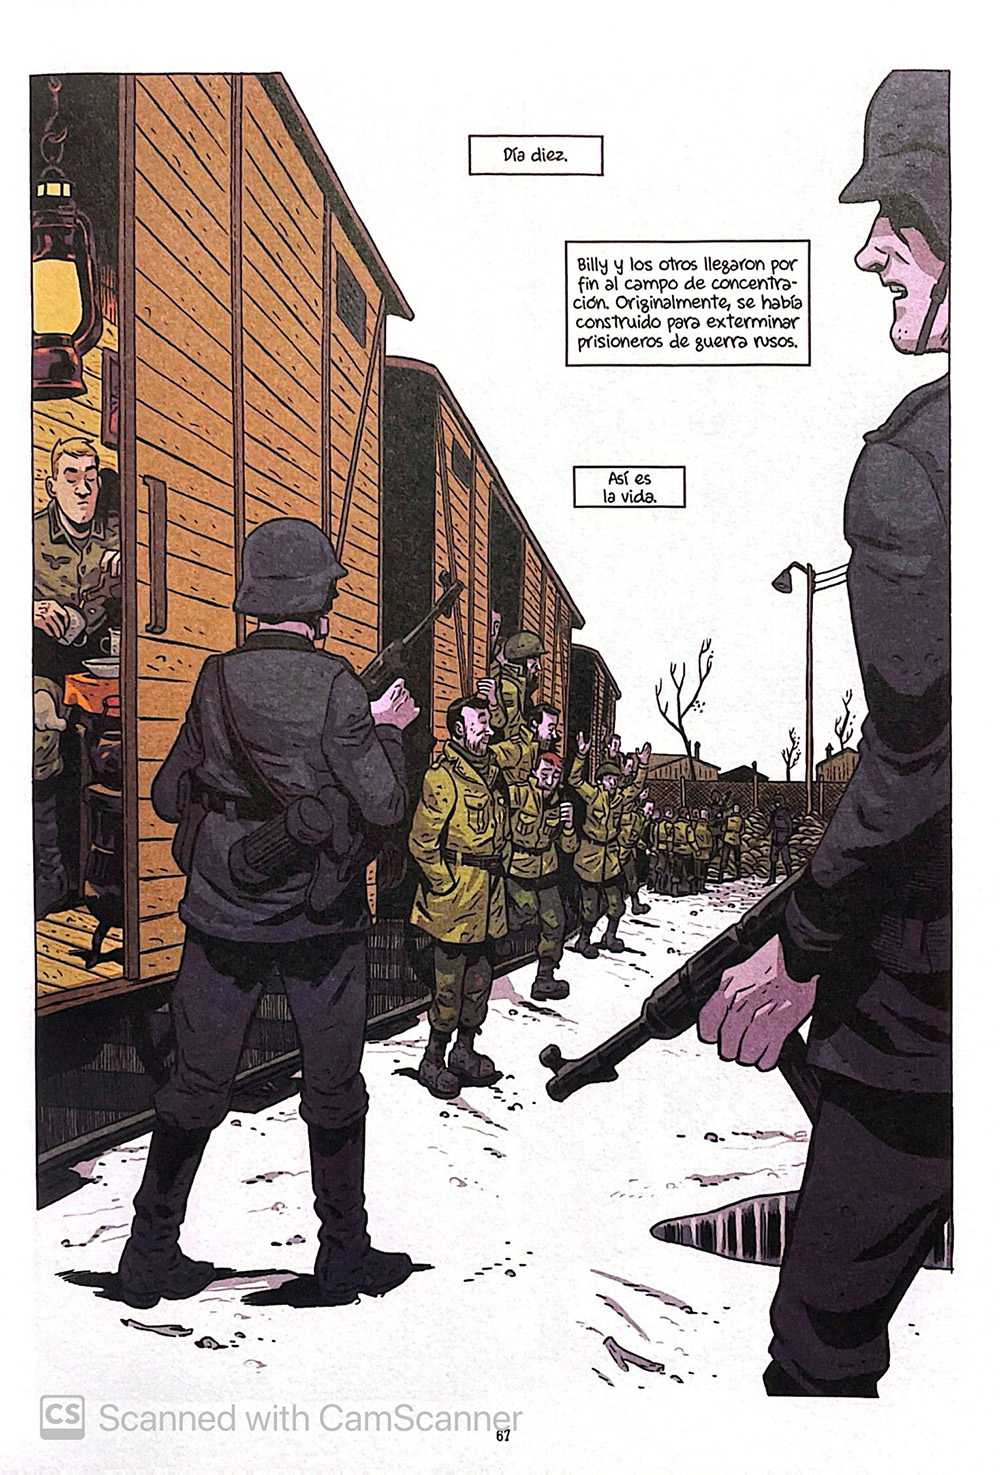 Día diez.
Billy y los otros llegaron por
fin al campo de concentra-
ción. Originalmente, se había
construido para exterminar
prisioneros de guerra rusos.
Así es
la vida.
CS Scanned with CamScanner
67